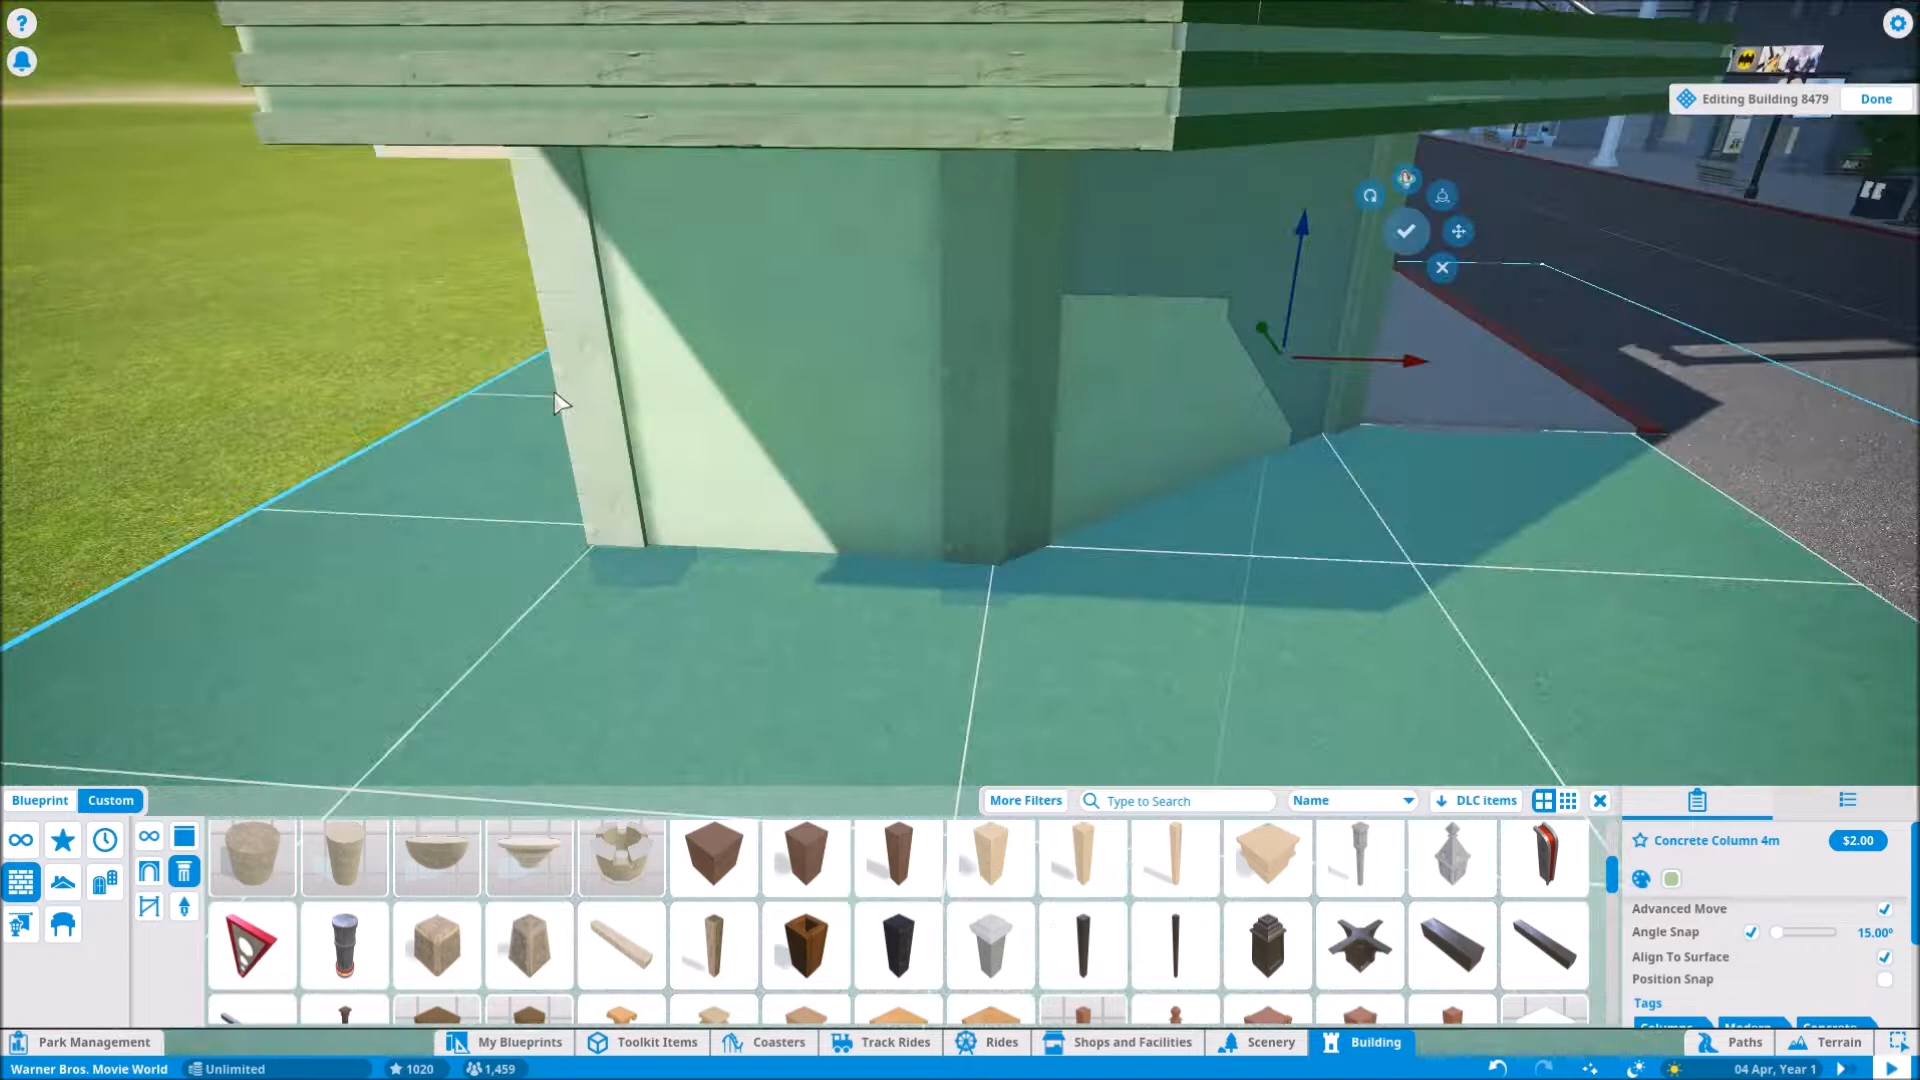 ?
Editing Building 8479
Done
Blueprint
Custom
More Filters
Type to Search
Name
DLC items
Concrete Column 4m
$2.00
Advanced Move
Angle Snap
15.00°
Align To Surface
Position Snap
Tags
Columns
Modern
Concrete
Park Management
My Blueprints
Toolkit Items
Coasters
Track Rides
Rides
Shops and Facilities
Scenery
Building
Paths
Terrain
Warner Bros. Movie World
Unlimited
1020
1,459
04 Apr, Year 1